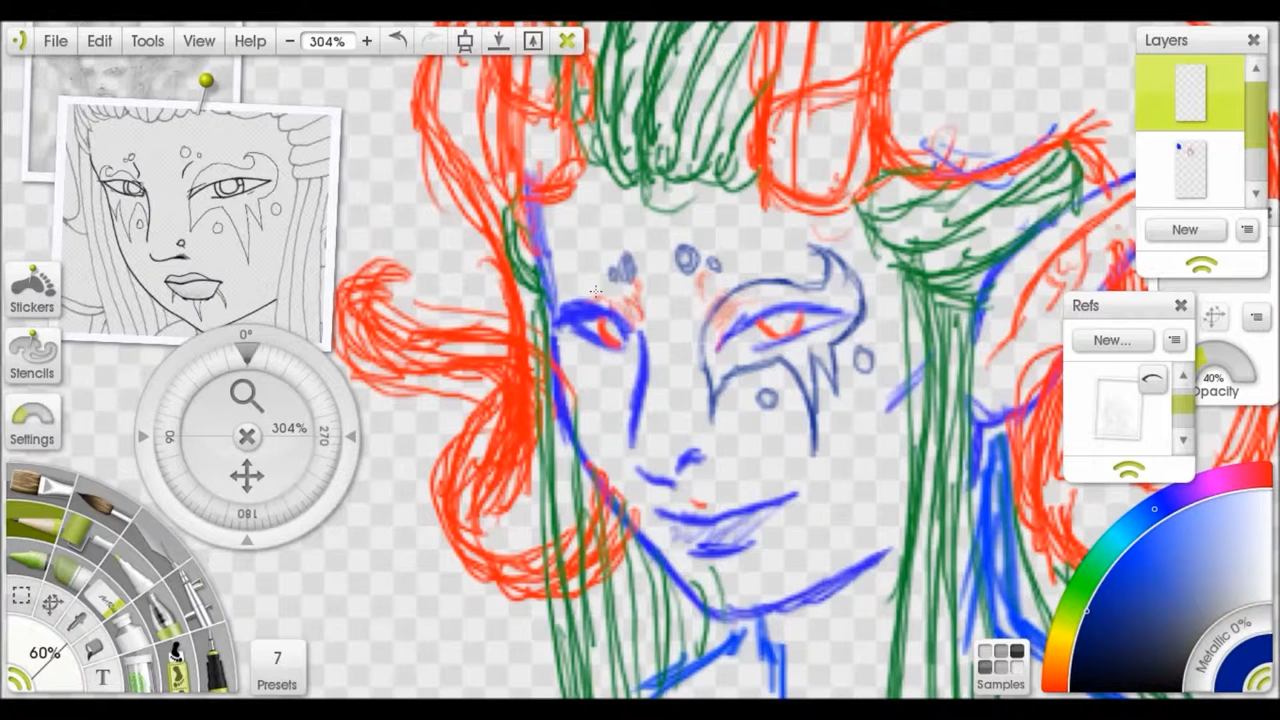 File Edit Tools View Help − 304% +
Layers
New
Stickers
Stencils
Settings
0°
304%
90
270
180
Refs
New...
40%
Opacity
60%
T
7
Presets
Samples
Metallic 0%